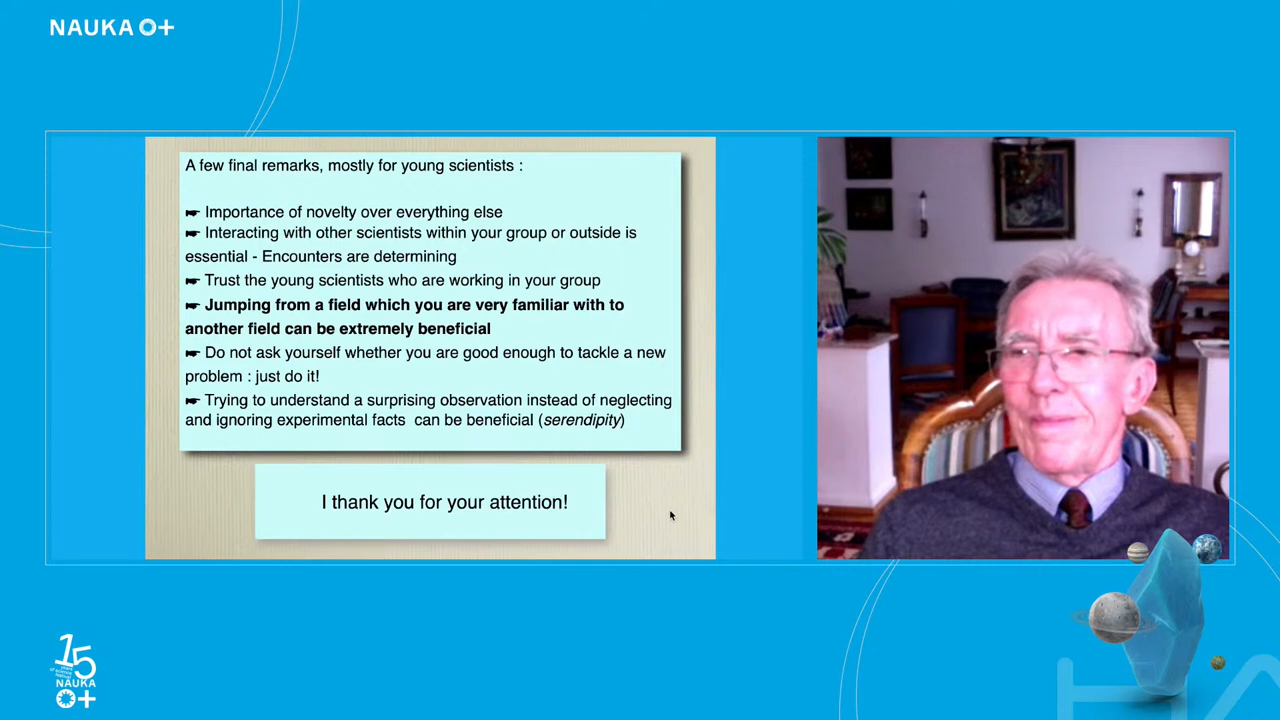 NAUKA O+
A few final remarks, mostly for young scientists :
☛ Importance of novelty over everything else
☛ Interacting with other scientists within your group or outside is
essential - Encounters are determining
☛ Trust the young scientists who are working in your group
☛ Jumping from a field which you are very familiar with to
another field can be extremely beneficial
☛ Do not ask yourself whether you are good enough to tackle a new
problem : just do it!
☛ Trying to understand a surprising observation instead of neglecting
and ignoring experimental facts can be beneficial (serendipity)
I thank you for your attention!
15
years
of science
festival
NAUKA
O+